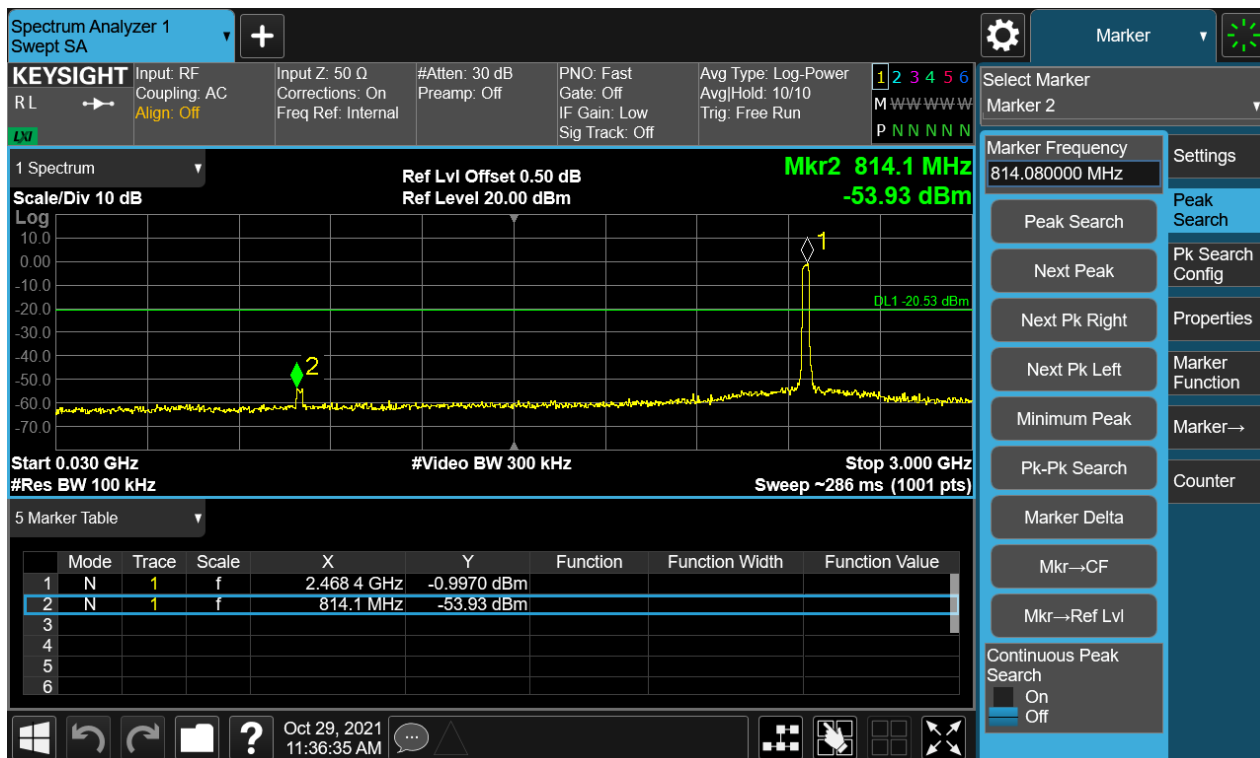 Spectrum Analyzer 1
Swept SA
Marker
KEYSIGHT
R L
LXI
Input: RF
Coupling: AC
Align: Off
Input Z: 50 Ω
Corrections: On
Freq Ref: Internal
#Atten: 30 dB
Preamp: Off
PNO: Fast
Gate: Off
IF Gain: Low
Sig Track: Off
Avg Type: Log-Power
Avg|Hold: 10/10
Trig: Free Run
1 2 3 4 5 6
M W W W W W
P N N N N N
Select Marker
Marker 2
1 Spectrum
Scale/Div 10 dB
Ref Lvl Offset 0.50 dB
Ref Level 20.00 dBm
Mkr2 814.1 MHz
-53.93 dBm
Log
10.0
0.00
-10.0
-20.0
-30.0
-40.0
-50.0
-60.0
-70.0
1
2
DL1 -20.53 dBm
Start 0.030 GHz
#Res BW 100 kHz
#Video BW 300 kHz
Stop 3.000 GHz
Sweep ~286 ms (1001 pts)
5 Marker Table
Mode Trace Scale X Y Function Function Width Function Value
1 N 1 f 2.468 4 GHz -0.9970 dBm
2 N 1 f 814.1 MHz -53.93 dBm
3
4
5
6
Marker Frequency
814.080000 MHz
Peak Search
Next Peak
Next Pk Right
Next Pk Left
Minimum Peak
Pk-Pk Search
Marker Delta
Mkr→CF
Mkr→Ref Lvl
Continuous Peak
Search
On
Off
Settings
Peak
Search
Pk Search
Config
Properties
Marker
Function
Marker→
Counter
?
Oct 29, 2021
11:36:35 AM